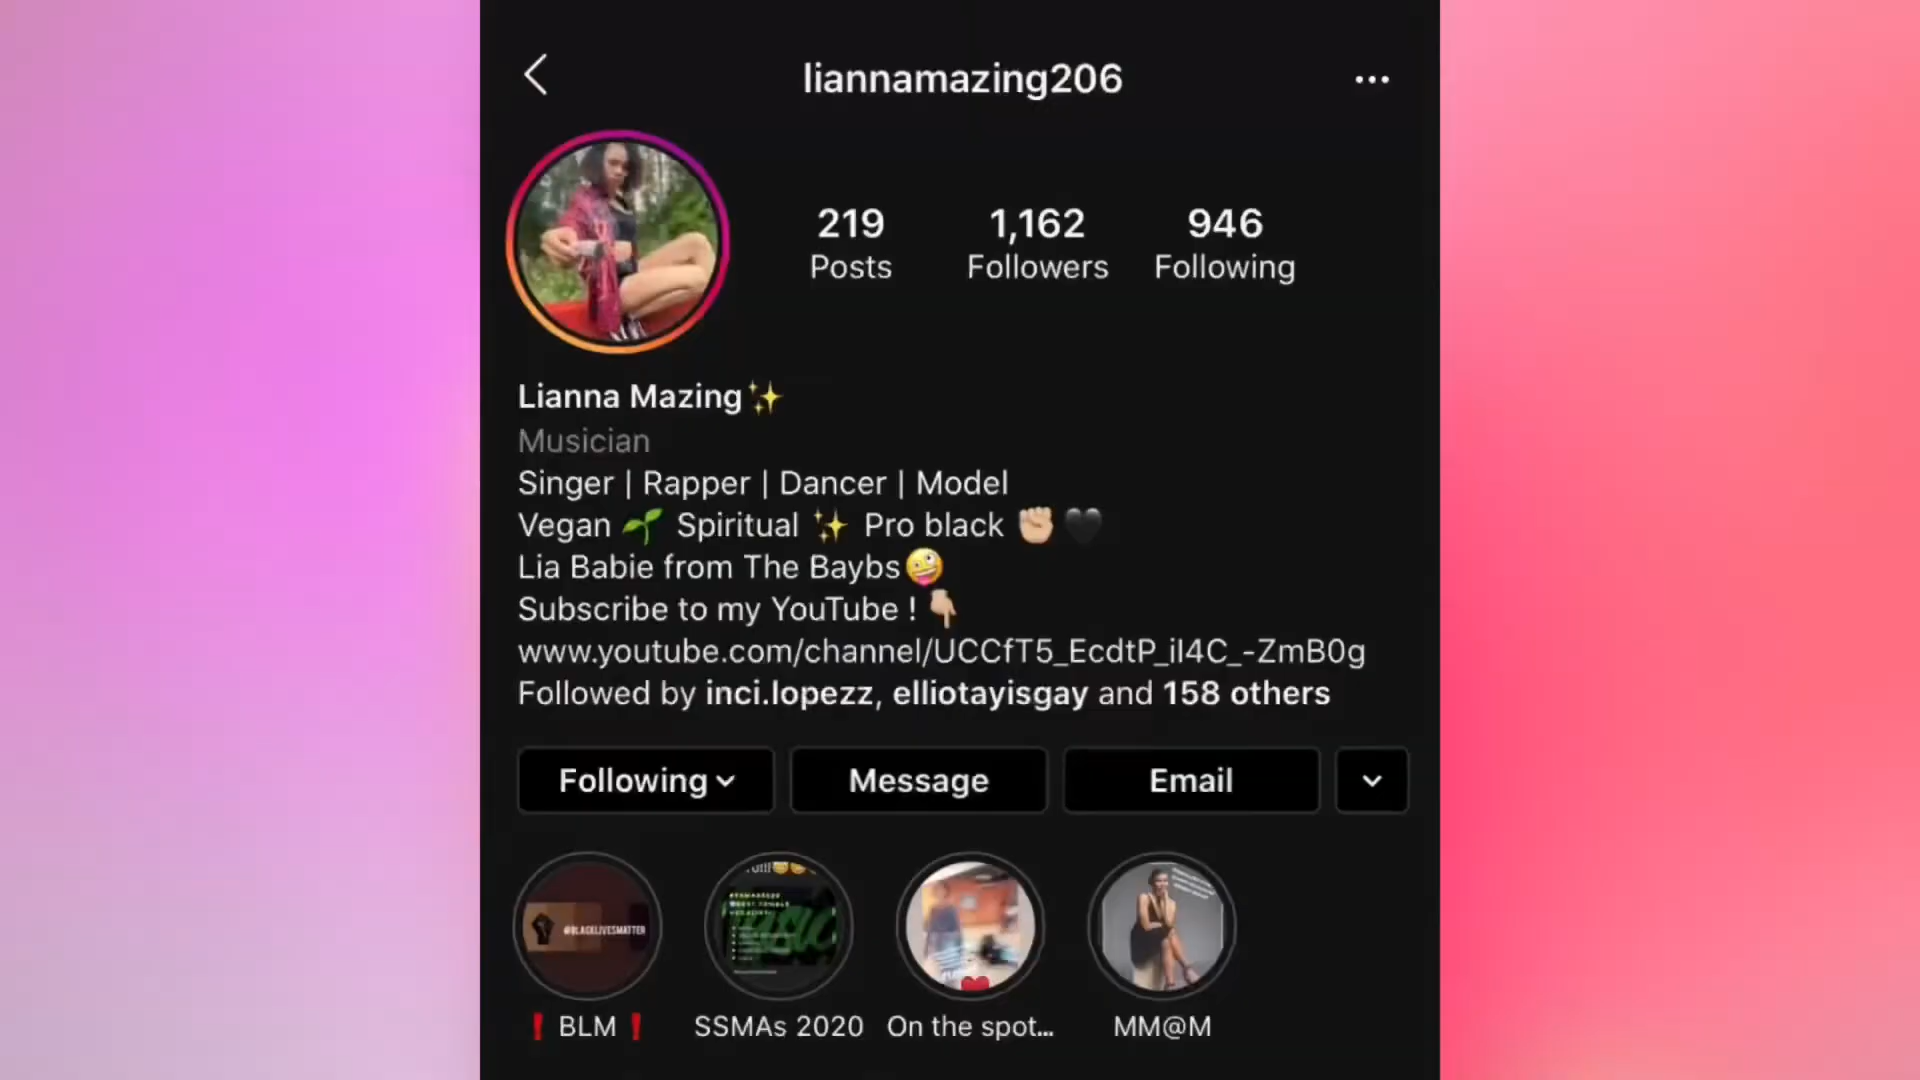 liannamazing206
219 1,162 946
Posts Followers Following
Lianna Mazing✨
Musician
Singer | Rapper | Dancer | Model
Vegan 🌱 Spiritual ✨ Pro black ✊🏼🖤
Lia Babie from The Baybs🤪
Subscribe to my YouTube ! 👇🏼
www.youtube.com/channel/UCCfT5_EcdtP_iI4C_-ZmB0g
Followed by inci.lopezz, elliotayisgay and 158 others
Following Message Email
#BLACKLIVESMATTER
❗BLM❗ SSMAs 2020 On the spot... MM@M